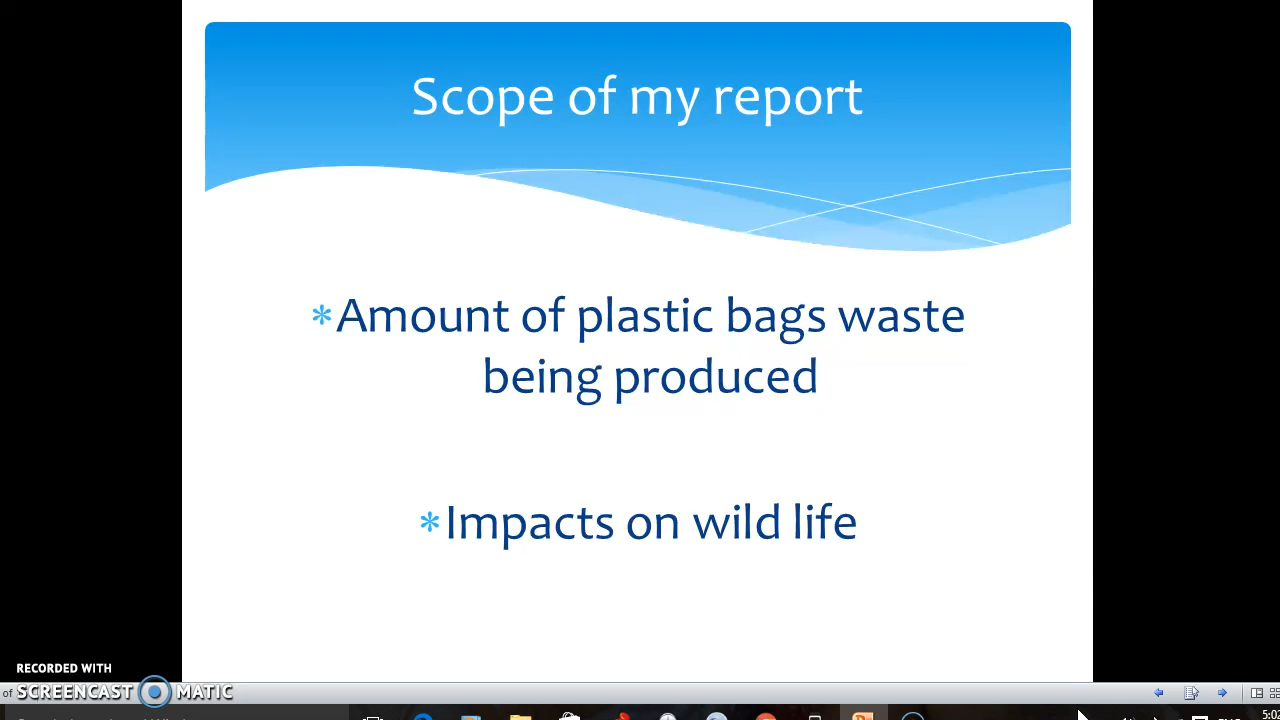 Scope of my report
*Amount of plastic bags waste
being produced
*Impacts on wild life
RECORDED WITH
of SCREENCAST MATIC